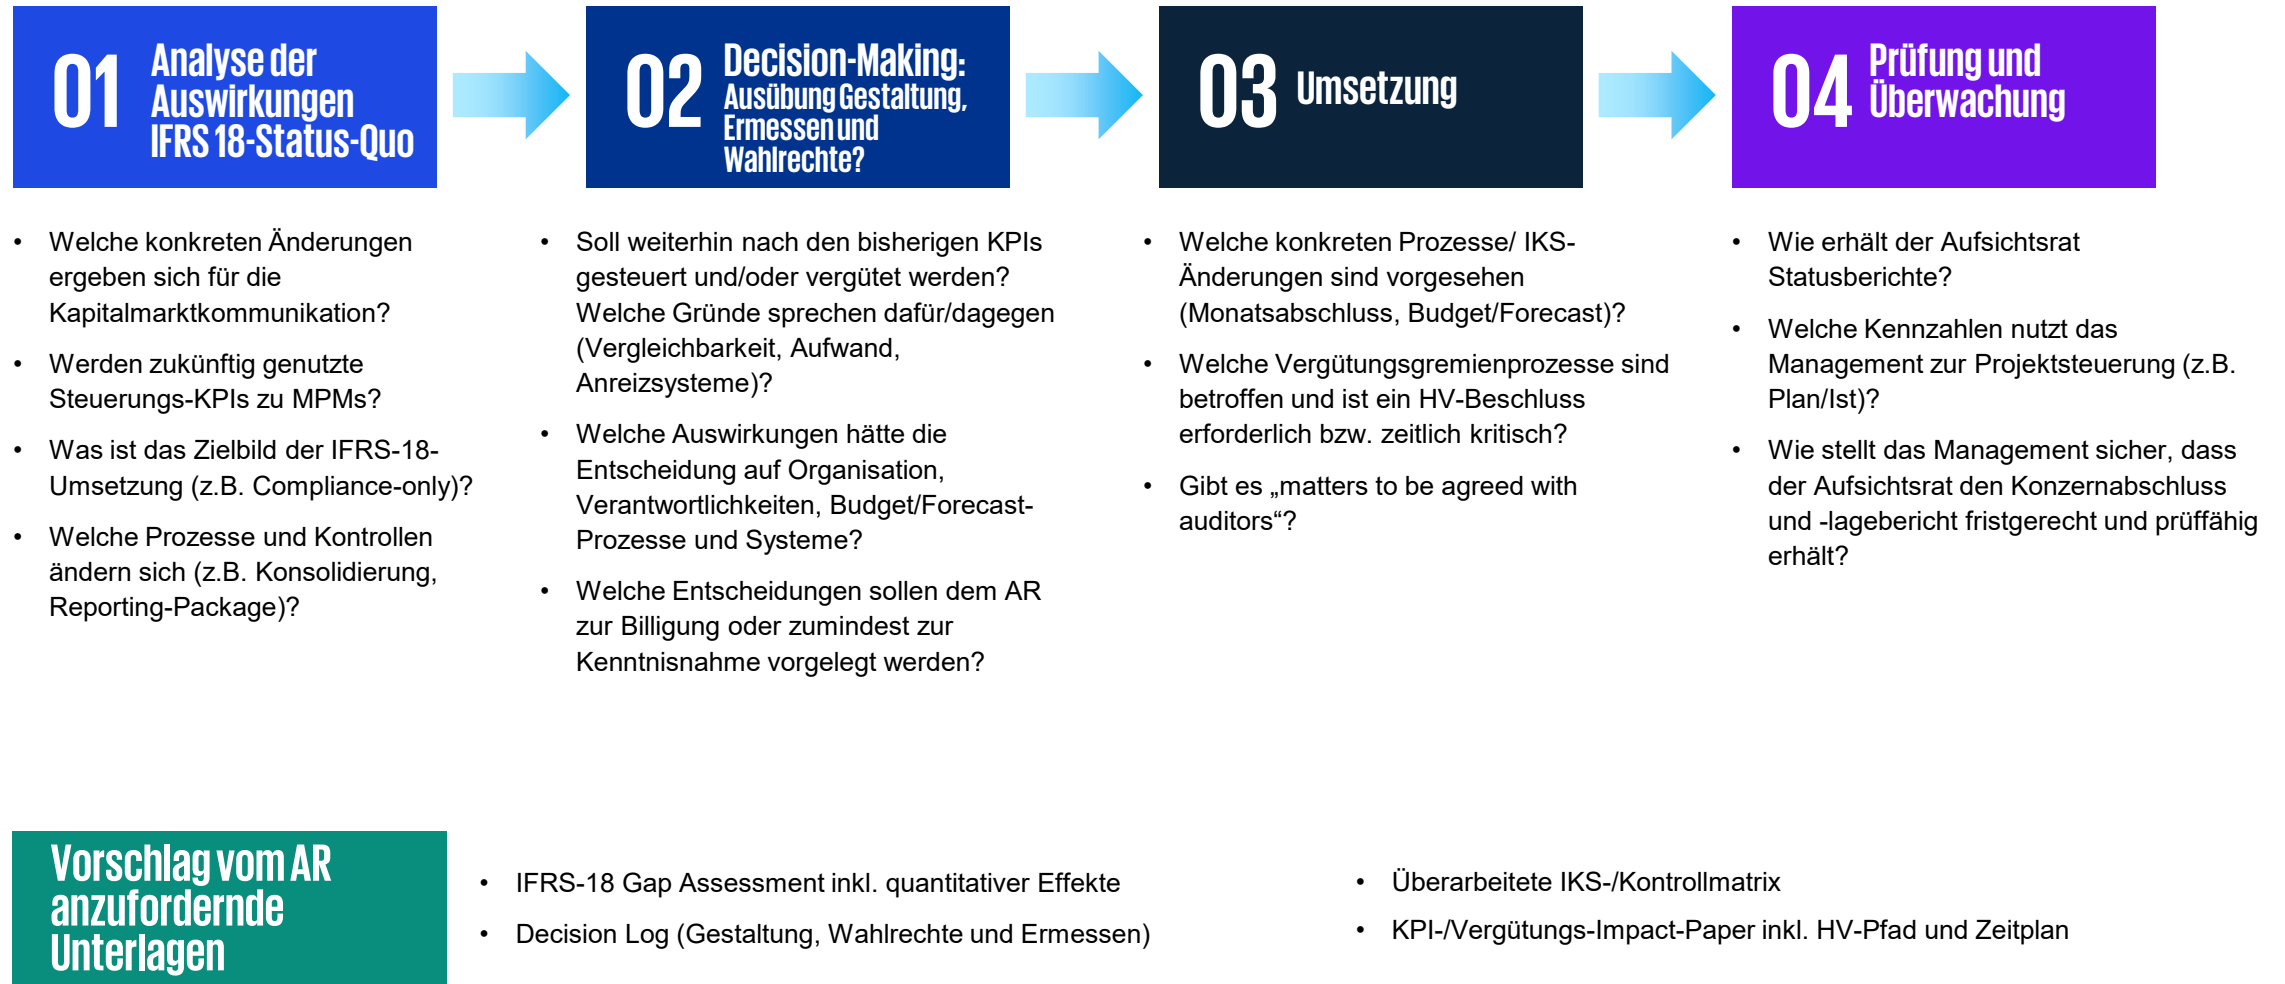 01
Analyse der
Auswirkungen
IFRS 18-Status-Quo
02
Decision-Making:
Ausübung Gestaltung,
Ermessen und
Wahlrechte?
03
Umsetzung
04
Prüfung und
Überwachung
• Welche konkreten Änderungen
ergeben sich für die
Kapitalmarktkommunikation?
• Werden zukünftig genutzte
Steuerungs-KPIs zu MPMs?
• Was ist das Zielbild der IFRS-18-
Umsetzung (z.B. Compliance-only)?
• Welche Prozesse und Kontrollen
ändern sich (z.B. Konsolidierung,
Reporting-Package)?
• Soll weiterhin nach den bisherigen KPIs
gesteuert und/oder vergütet werden?
Welche Gründe sprechen dafür/dagegen
(Vergleichbarkeit, Aufwand,
Anreizsysteme)?
• Welche Auswirkungen hätte die
Entscheidung auf Organisation,
Verantwortlichkeiten, Budget/Forecast-
Prozesse und Systeme?
• Welche Entscheidungen sollen dem AR
zur Billigung oder zumindest zur
Kenntnisnahme vorgelegt werden?
• Welche konkreten Prozesse/ IKS-
Änderungen sind vorgesehen
(Monatsabschluss, Budget/Forecast)?
• Welche Vergütungsgremienprozesse sind
betroffen und ist ein HV-Beschluss
erforderlich bzw. zeitlich kritisch?
• Gibt es „matters to be agreed with
auditors“?
• Wie erhält der Aufsichtsrat
Statusberichte?
• Welche Kennzahlen nutzt das
Management zur Projektsteuerung (z.B.
Plan/Ist)?
• Wie stellt das Management sicher, dass
der Aufsichtsrat den Konzernabschluss
und -lagebericht fristgerecht und prüffähig
erhält?
Vorschlag vom AR
anzufordernde
Unterlagen
• IFRS-18 Gap Assessment inkl. quantitativer Effekte
• Decision Log (Gestaltung, Wahlrechte und Ermessen)
• Überarbeitete IKS-/Kontrollmatrix
• KPI-/Vergütungs-Impact-Paper inkl. HV-Pfad und Zeitplan